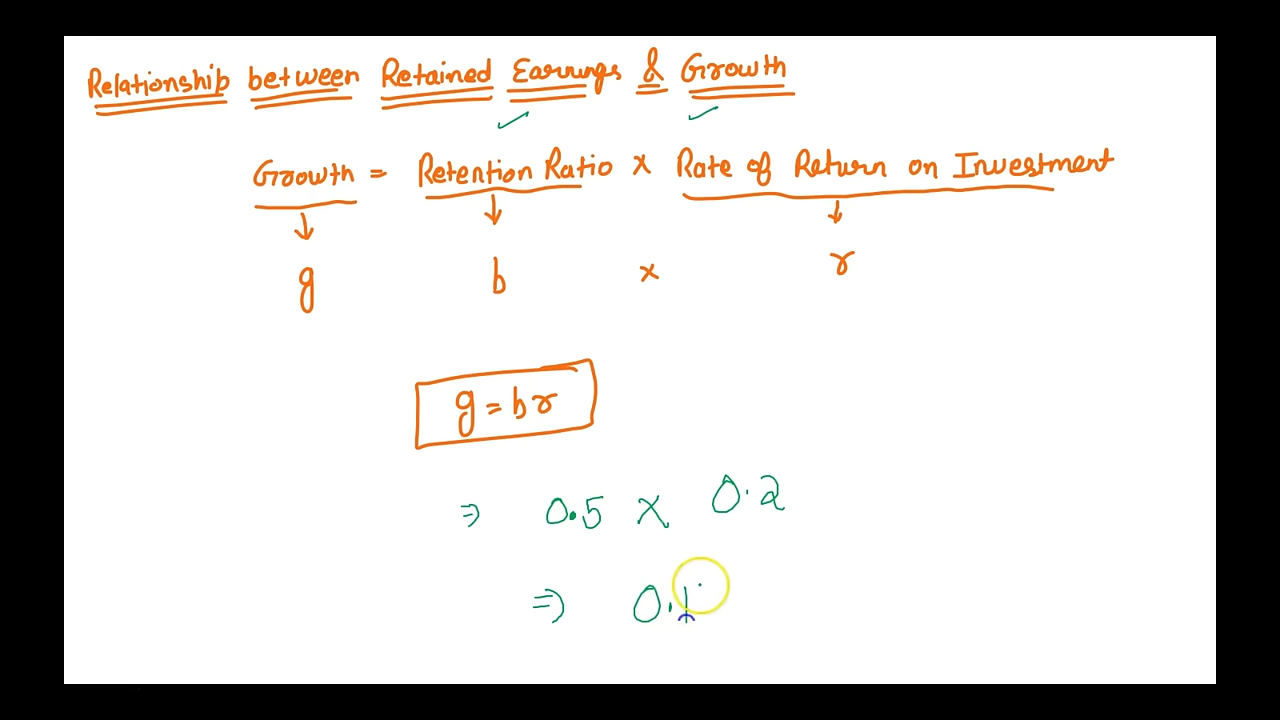 Relationship between Retained Earnings & Growth
Growth = Retention Ratio x Rate of Return on Investment
g b x r
g = br
⇒ 0.5 x 0.2
⇒ 0.1